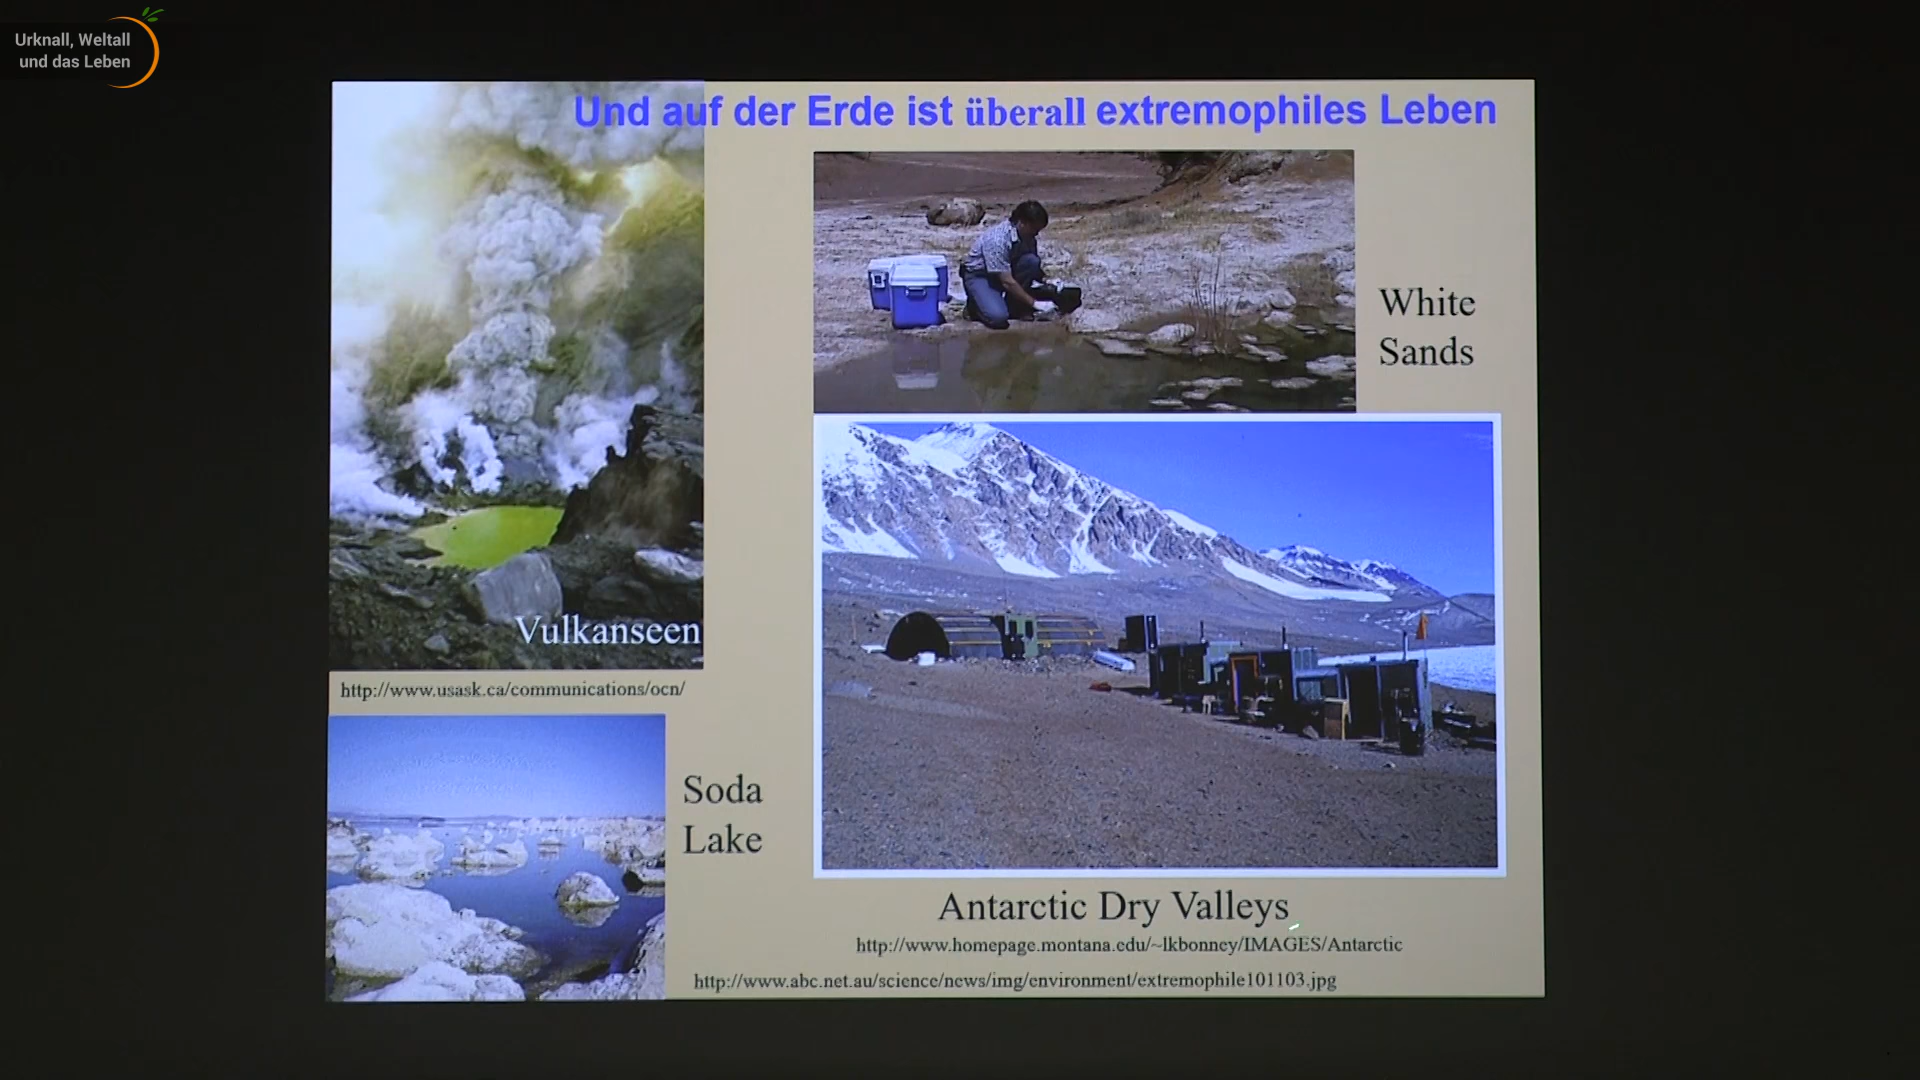 Urknall, Weltall
und das Leben
Und auf der Erde ist überall extremophiles Leben
White
Sands
Vulkanseen
http://www.usask.ca/communications/ocn/
Soda
Lake
Antarctic Dry Valleys
http://www.homepage.montana.edu/~lkbonney/IMAGES/Antarctic
http://www.abc.net.au/science/news/img/environment/extremophile101103.jpg